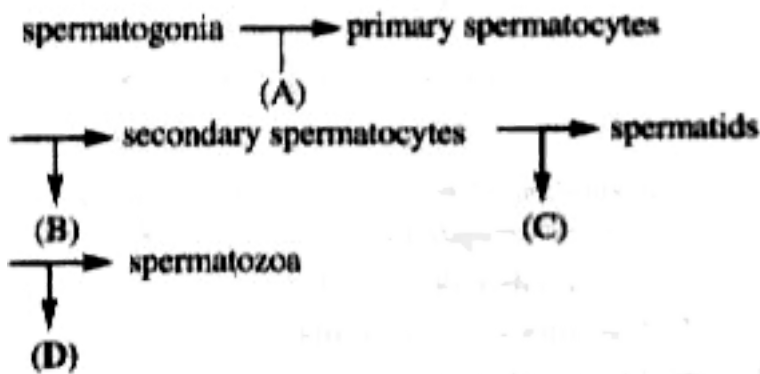 spermatogonia primary spermatocytes
(A)
secondary spermatocytes spermatids
(B) (C)
spermatozoa
(D)